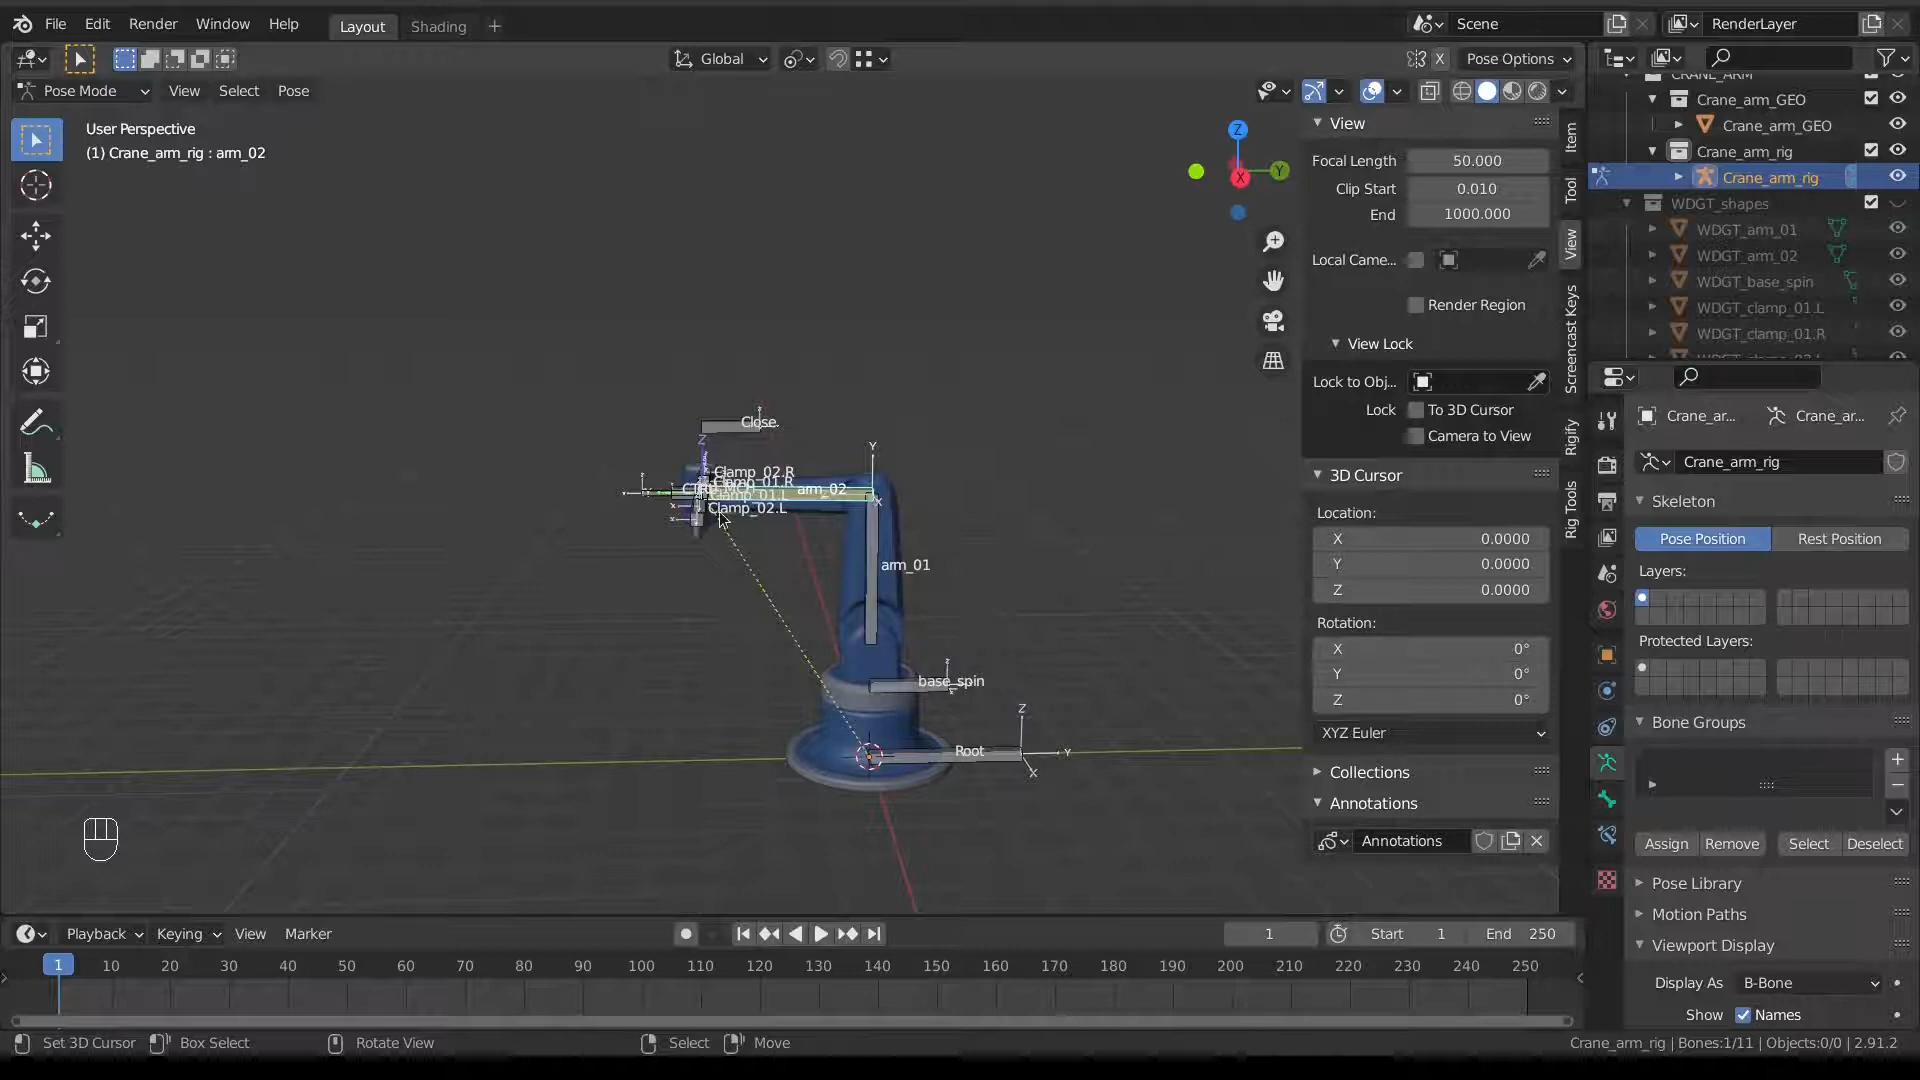 File Edit Render Window Help Layout Shading + Scene RenderLayer
Global X Pose Options
Pose Mode View Select Pose
User Perspective
(1) Crane_arm_rig : arm_02
Z
Y
X
Close
Z
Y
Clamp_02.R
Clamp_01.R
arm_02
Clamp_01.L
Clamp_02.L
X
arm_01
base_spin
Z
Root
Y
X
View
Focal Length 50.000
Clip Start 0.010
End 1000.000
Local Came...
Render Region
View Lock
Lock to Obj...
Lock To 3D Cursor
Camera to View
3D Cursor
Location:
X 0.0000
Y 0.0000
Z 0.0000
Rotation:
X 0°
Y 0°
Z 0°
XYZ Euler
Collections
Annotations
Annotations
Item
Tool
View
Screencast Keys
Rigify
Rig Tools
CRANE_ARM
Crane_arm_GEO
Crane_arm_GEO
Crane_arm_rig
Crane_arm_rig
WDGT_shapes
WDGT_arm_01
WDGT_arm_02
WDGT_base_spin
WDGT_clamp_01.L
WDGT_clamp_01.R
Crane_ar... Crane_ar...
Crane_arm_rig
Skeleton
Pose Position Rest Position
Layers:
Protected Layers:
Bone Groups
Assign Remove Select Deselect
Pose Library
Motion Paths
Viewport Display
Display As B-Bone
Show Names
Playback Keying View Marker 1 Start 1 End 250
1 10 20 30 40 50 60 70 80 90 100 110 120 130 140 150 160 170 180 190 200 210 220 230 240 250
Set 3D Cursor Box Select Rotate View Select Move Crane_arm_rig | Bones:1/11 | Objects:0/0 | 2.91.2